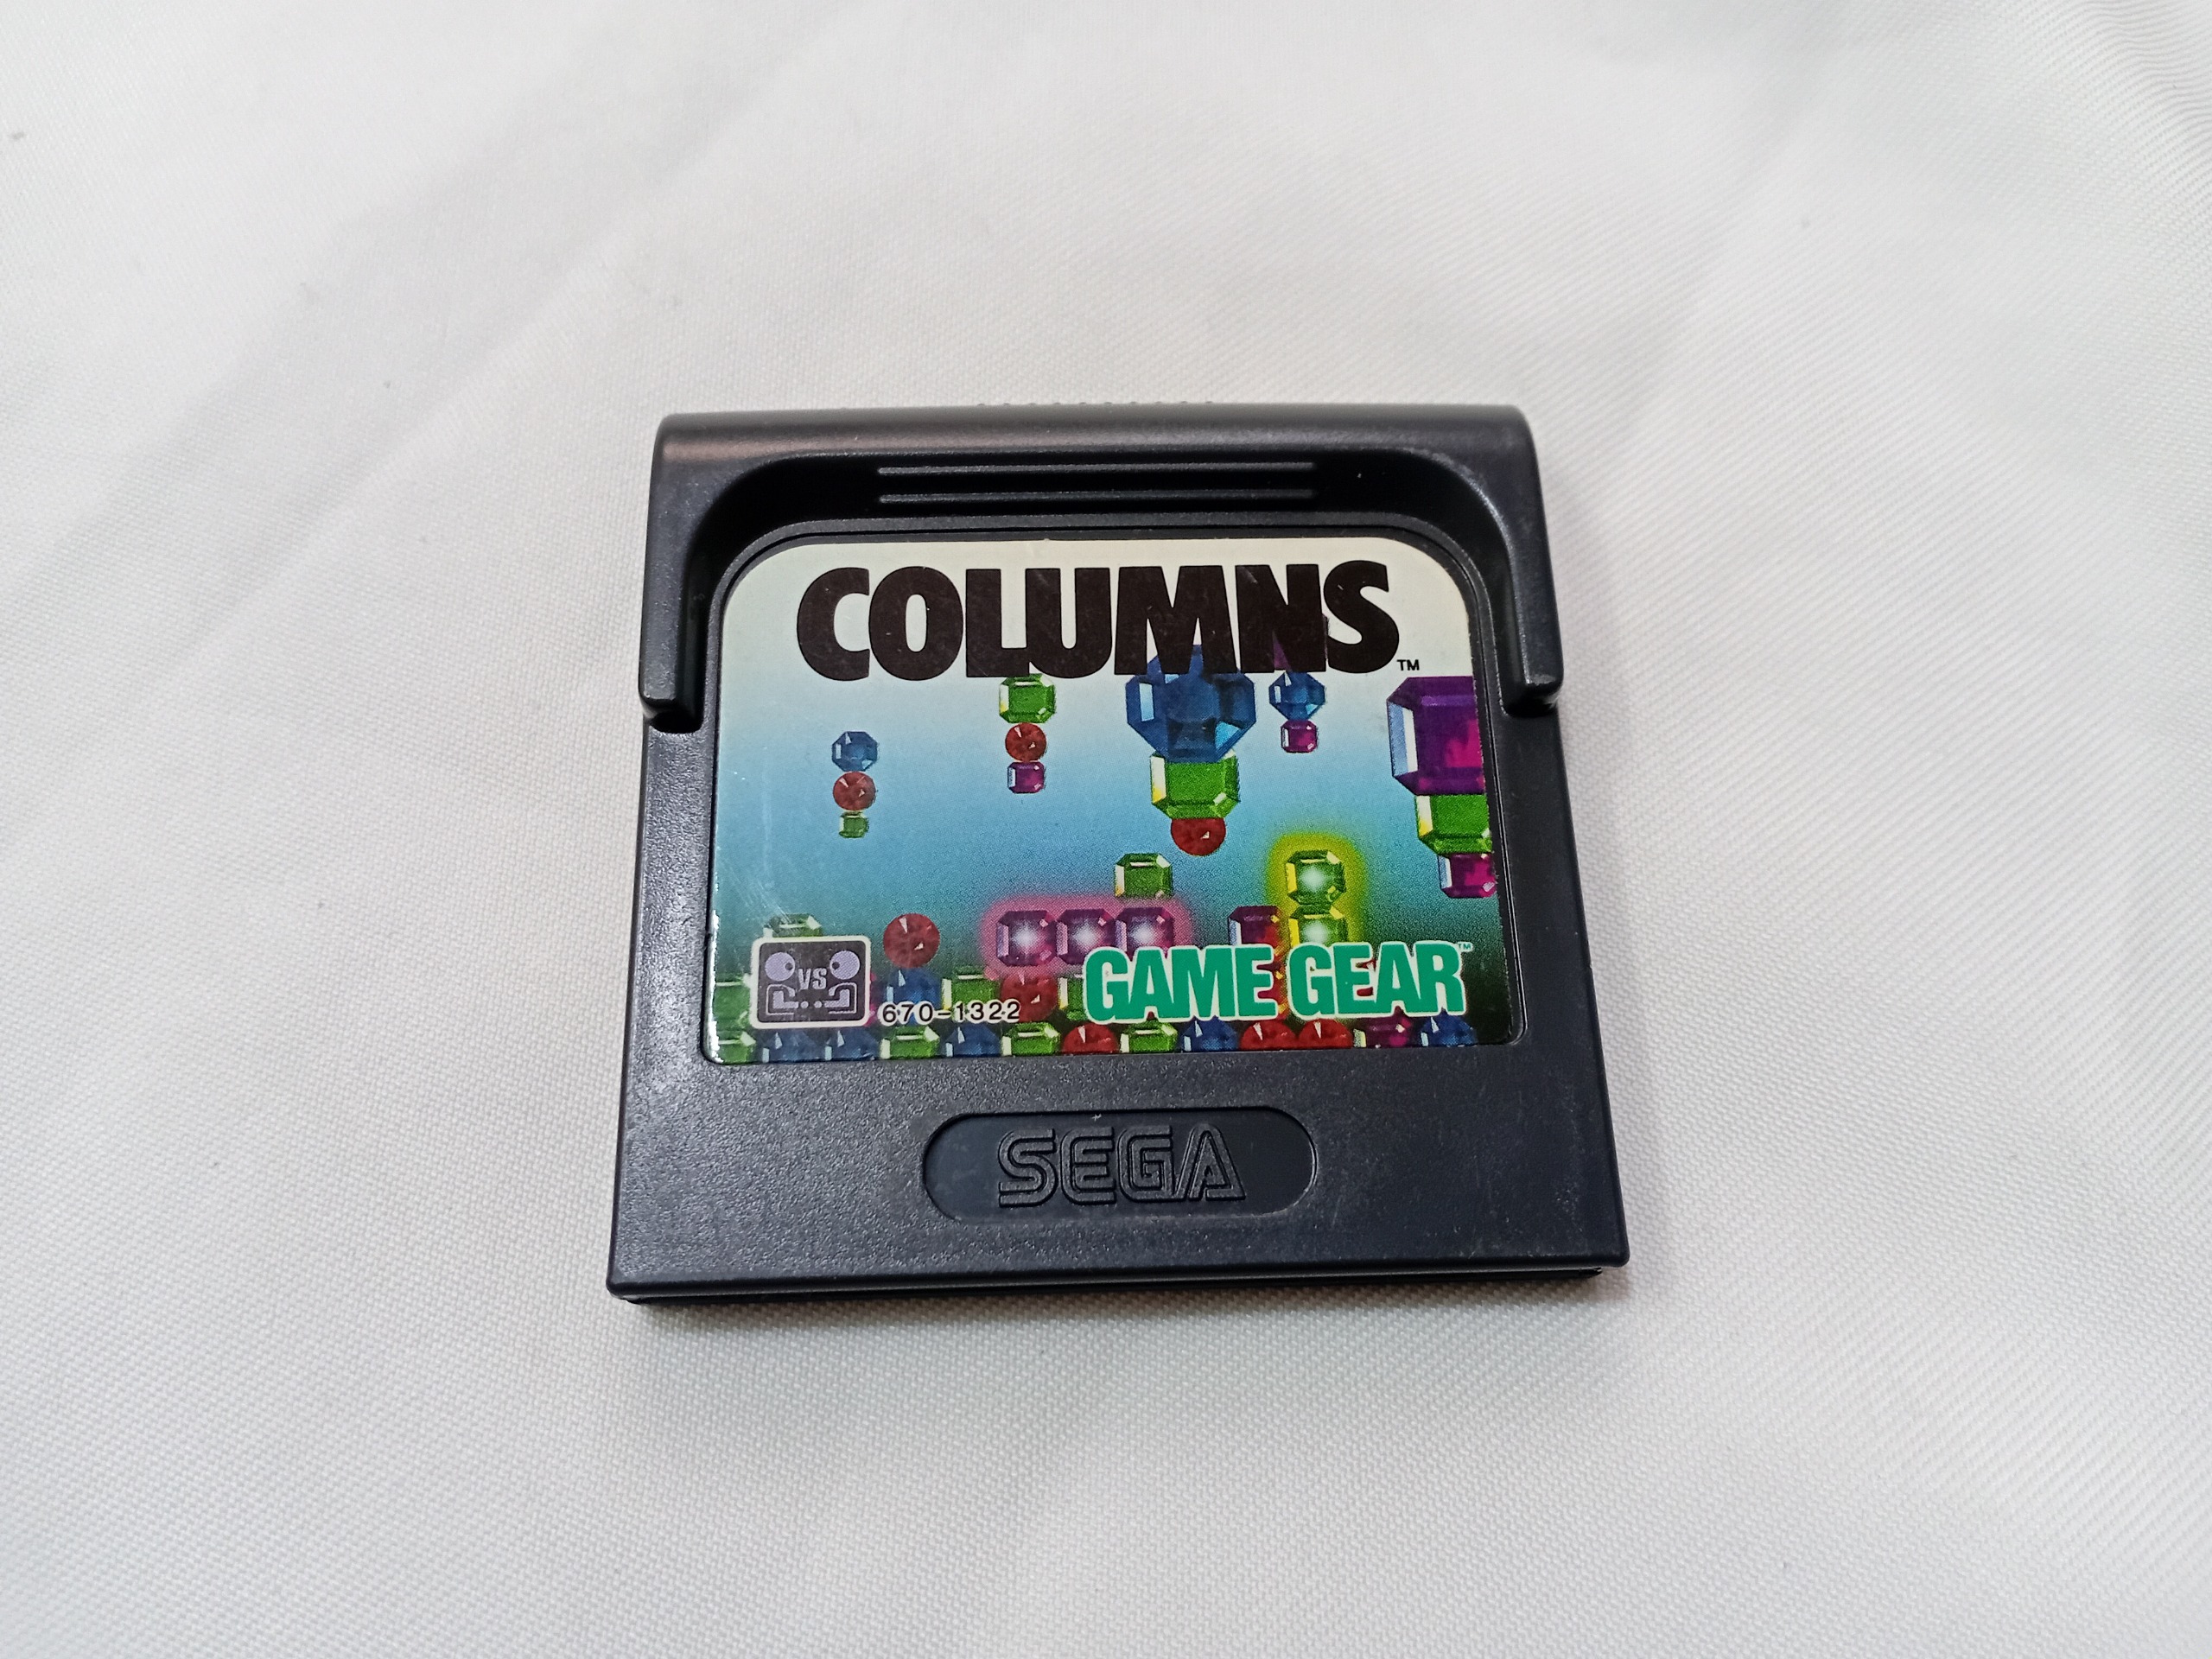 COLUMNS™
VS
670-1322
GAME GEAR™
SEGA